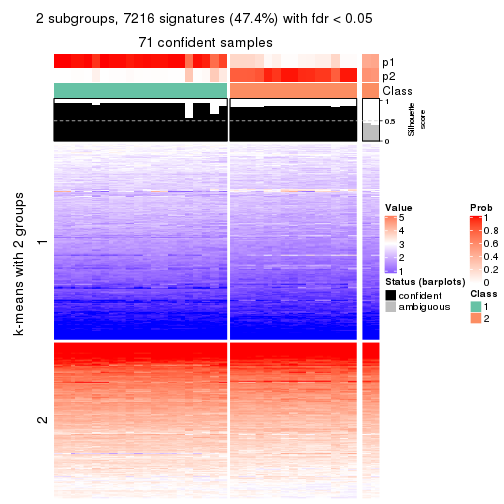 2 subgroups, 7216 signatures (47.4%) with fdr < 0.05
71 confident samples
p1
p2
Class
1
0.5
0
Silhouette
score
k-means with 2 groups
1
2
Value
5
4
3
2
1
Status (barplots)
confident
ambiguous
Prob
1
0.8
0.6
0.4
0.2
0
Class
1
2